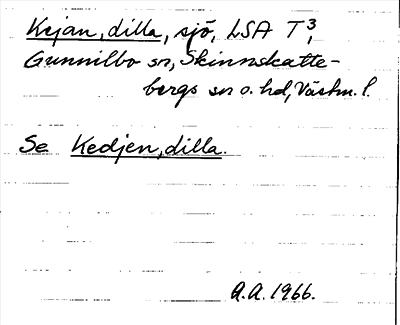 Kejan, dilla, sjö, LSA T³,
Gunnilbo sn, Skinnskatte-
bergs sn o. hd, Västm. l.
Se Kedjen, dilla.
A.A. 1966.